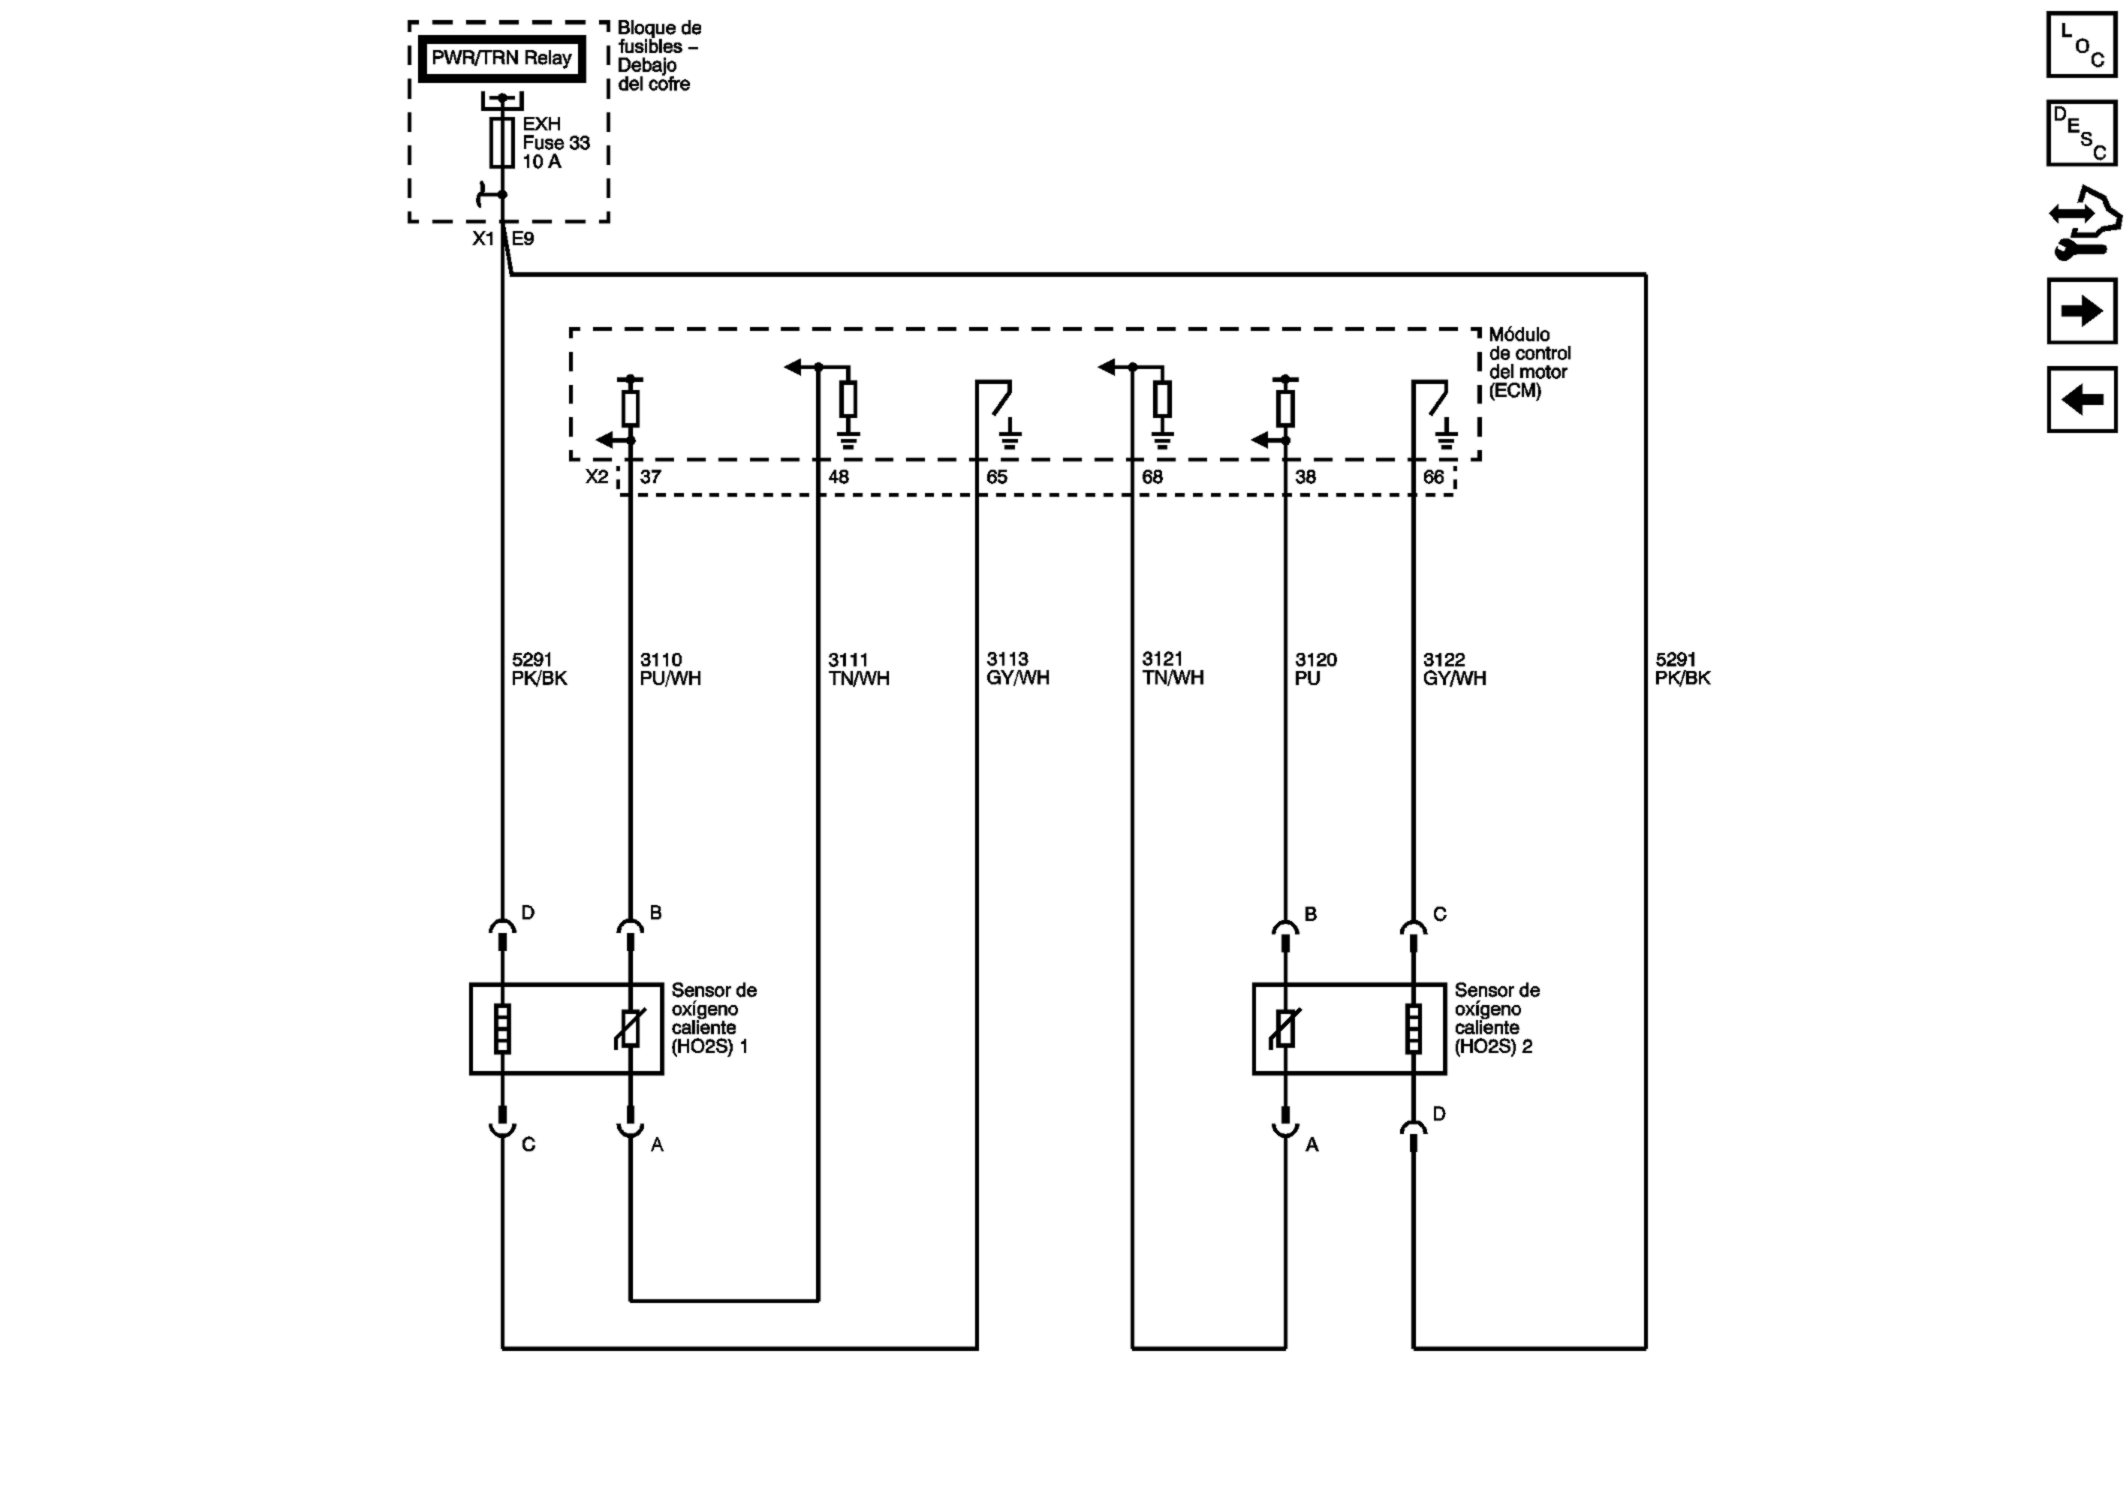 PWR/TRN Relay
Bloque de
fusibles –
Debajo
del cofre
EXH
Fuse 33
10 A
X1 E9
LOC
DESC
Módulo
de control
del motor
(ECM)
X2 37 48 65 68 38 66
5291 3110 3111 3113 3121 3120 3122 5291
PK/BK PU/WH TN/WH GY/WH TN/WH PU GY/WH PK/BK
D B B C
Sensor de
oxígeno
caliente
(HO2S) 1
Sensor de
oxígeno
caliente
(HO2S) 2
C A A D